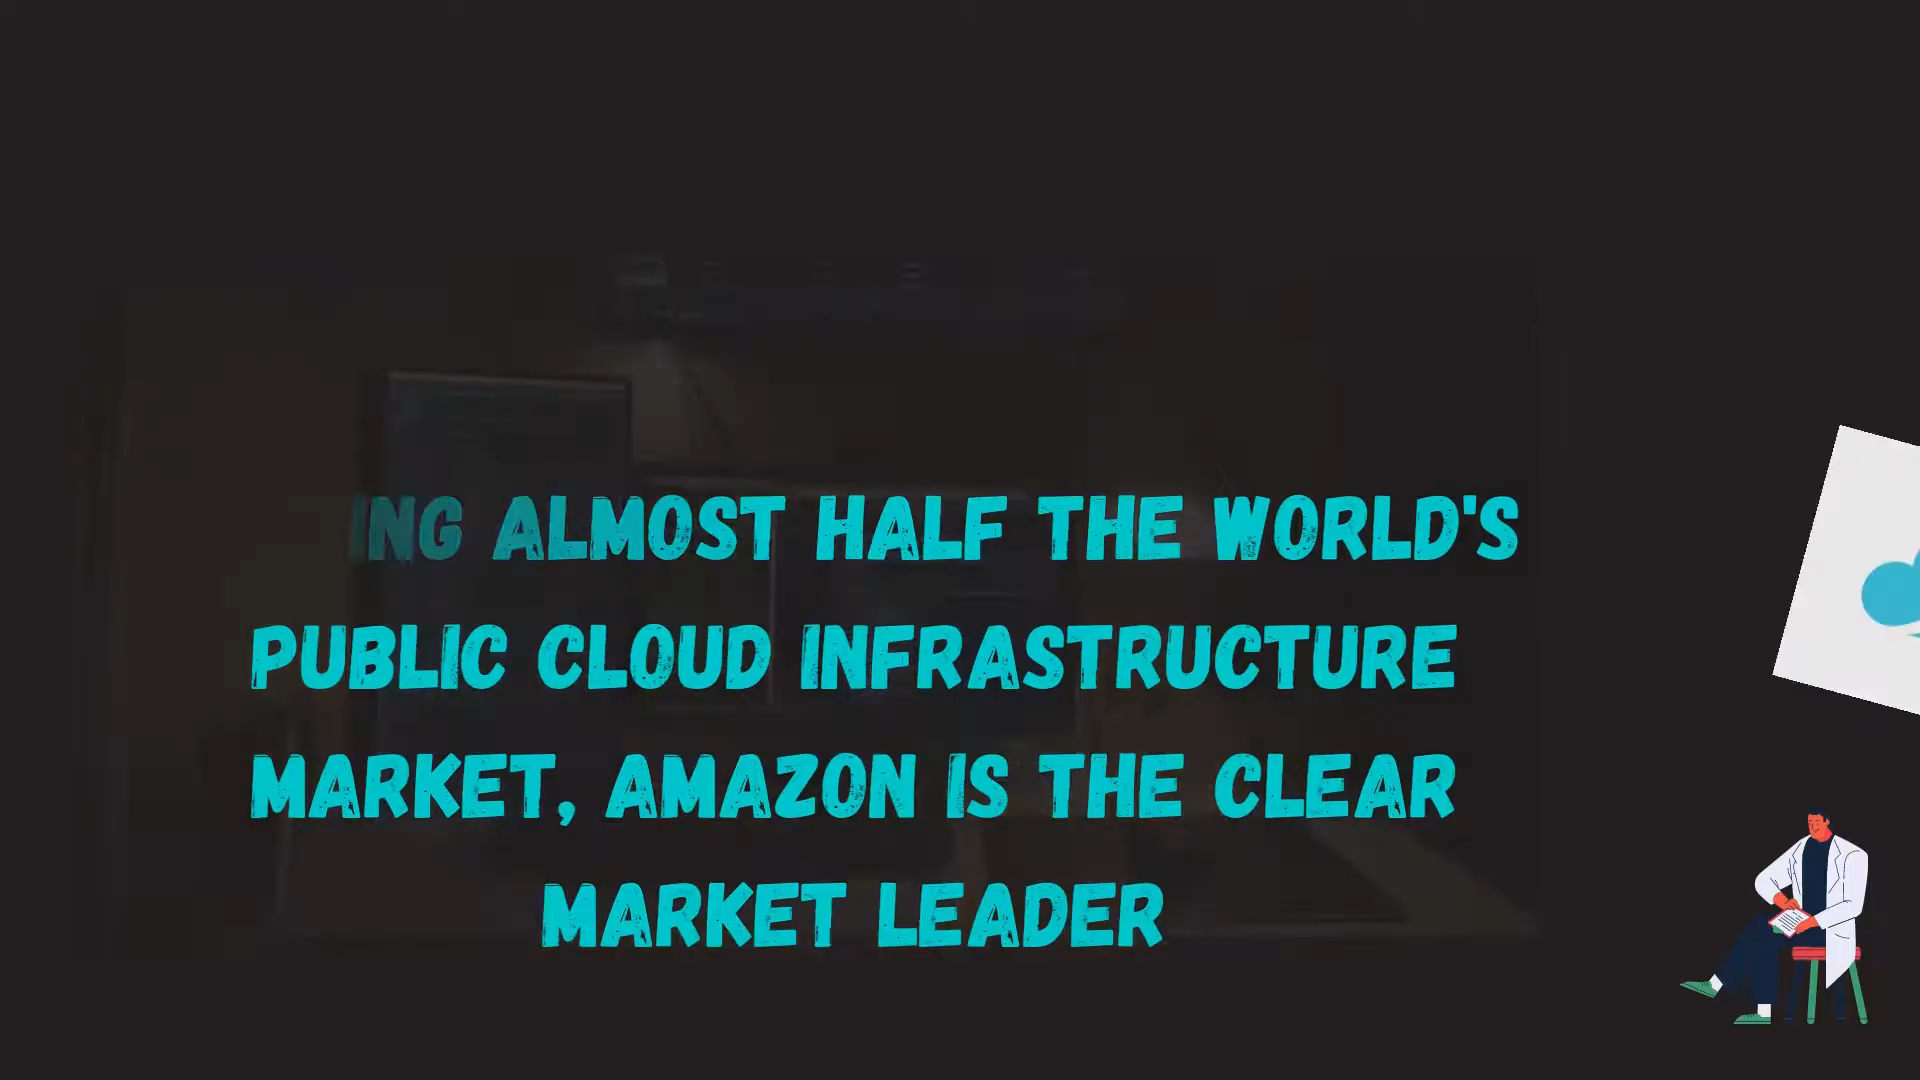 ING ALMOST HALF THE WORLD'S
PUBLIC CLOUD INFRASTRUCTURE
MARKET, AMAZON IS THE CLEAR
MARKET LEADER